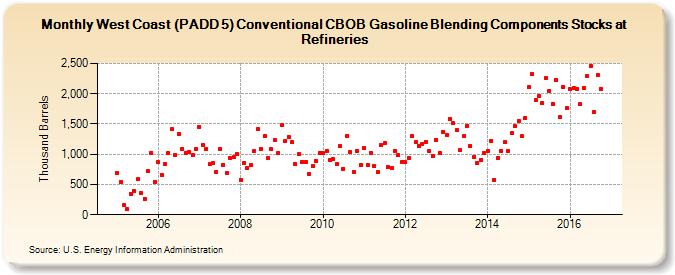 Monthly West Coast (PADD 5) Conventional CBOB Gasoline Blending Components Stocks at
Refineries
Thousand Barrels
2,500
2,000
1,500
1,000
500
0
2006 2008 2010 2012 2014 2016
Source: U.S. Energy Information Administration